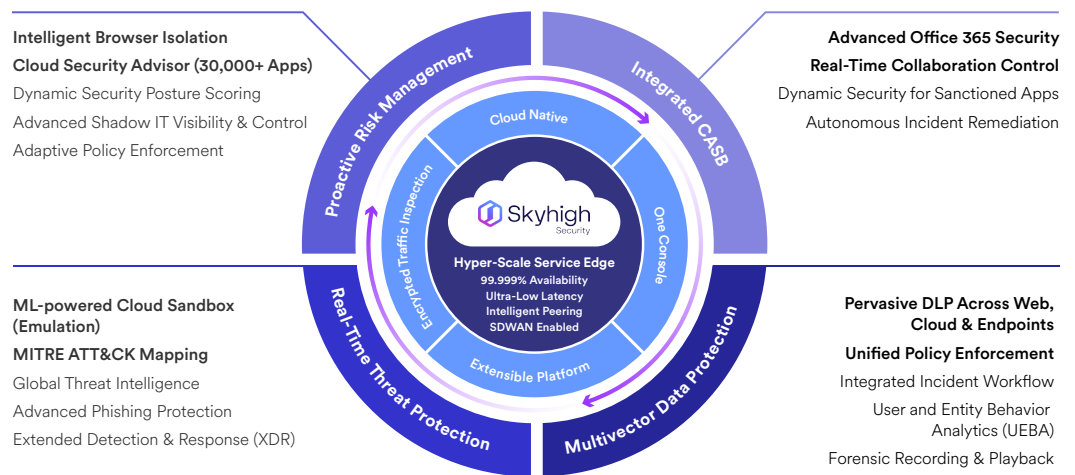 Intelligent Browser Isolation
Cloud Security Advisor (30,000+ Apps)
Dynamic Security Posture Scoring
Advanced Shadow IT Visibility & Control
Adaptive Policy Enforcement
Advanced Office 365 Security
Real-Time Collaboration Control
Dynamic Security for Sanctioned Apps
Autonomous Incident Remediation
Proactive Risk Management
Integrated CASB
Cloud Native
Encrypted Traffic Inspection
One Console
Extensible Platform
Skyhigh
Security
Hyper-Scale Service Edge
99.999% Availability
Ultra-Low Latency
Intelligent Peering
SDWAN Enabled
Real-Time Threat Protection
Multivector Data Protection
ML-powered Cloud Sandbox
(Emulation)
MITRE ATT&CK Mapping
Global Threat Intelligence
Advanced Phishing Protection
Extended Detection & Response (XDR)
Pervasive DLP Across Web,
Cloud & Endpoints
Unified Policy Enforcement
Integrated Incident Workflow
User and Entity Behavior
Analytics (UEBA)
Forensic Recording & Playback